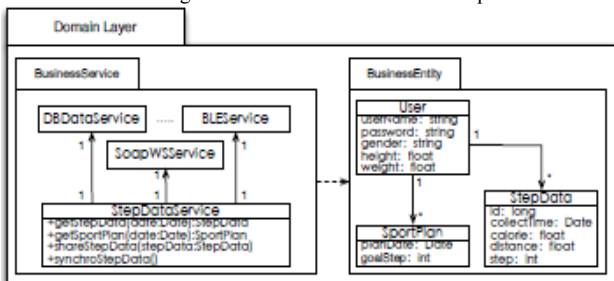 Domain Layer
BusinessService
DBDataService
.....
BLEService
SoapWSService
1
1
1
1
1
1
StepDataService
+getStepData(date:Date):StepData
+getSportPlan(date:Date):SportPlan
+shareStepData(stepData:StepData)
+synchroStepData()
BusinessEntity
User
userName: string
password: string
gender: string
height: float
weight: float
1
1
*
*
StepData
id: long
collectTime: Date
calorie: float
distance: float
step: int
SportPlan
planDate: Date
goalStep: int